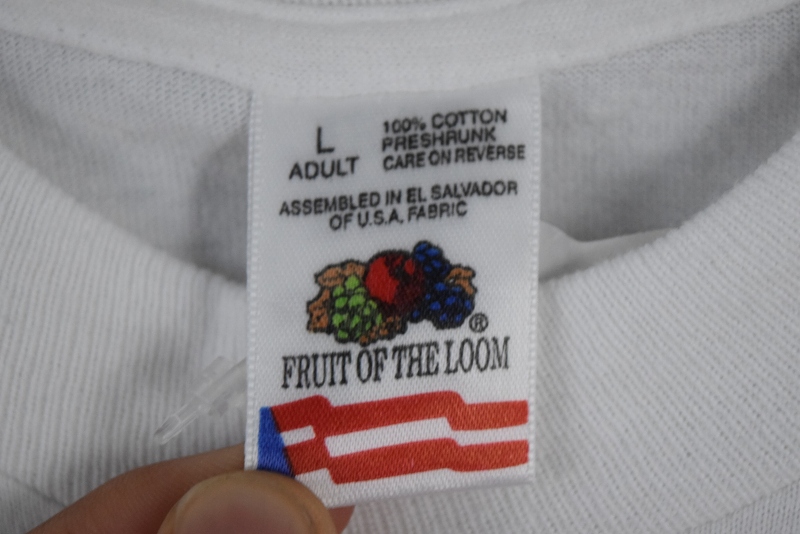 L
ADULT
100% COTTON
PRESHRUNK
CARE ON REVERSE
ASSEMBLED IN EL SALVADOR
OF U.S.A. FABRIC
®
FRUIT OF THE LOOM